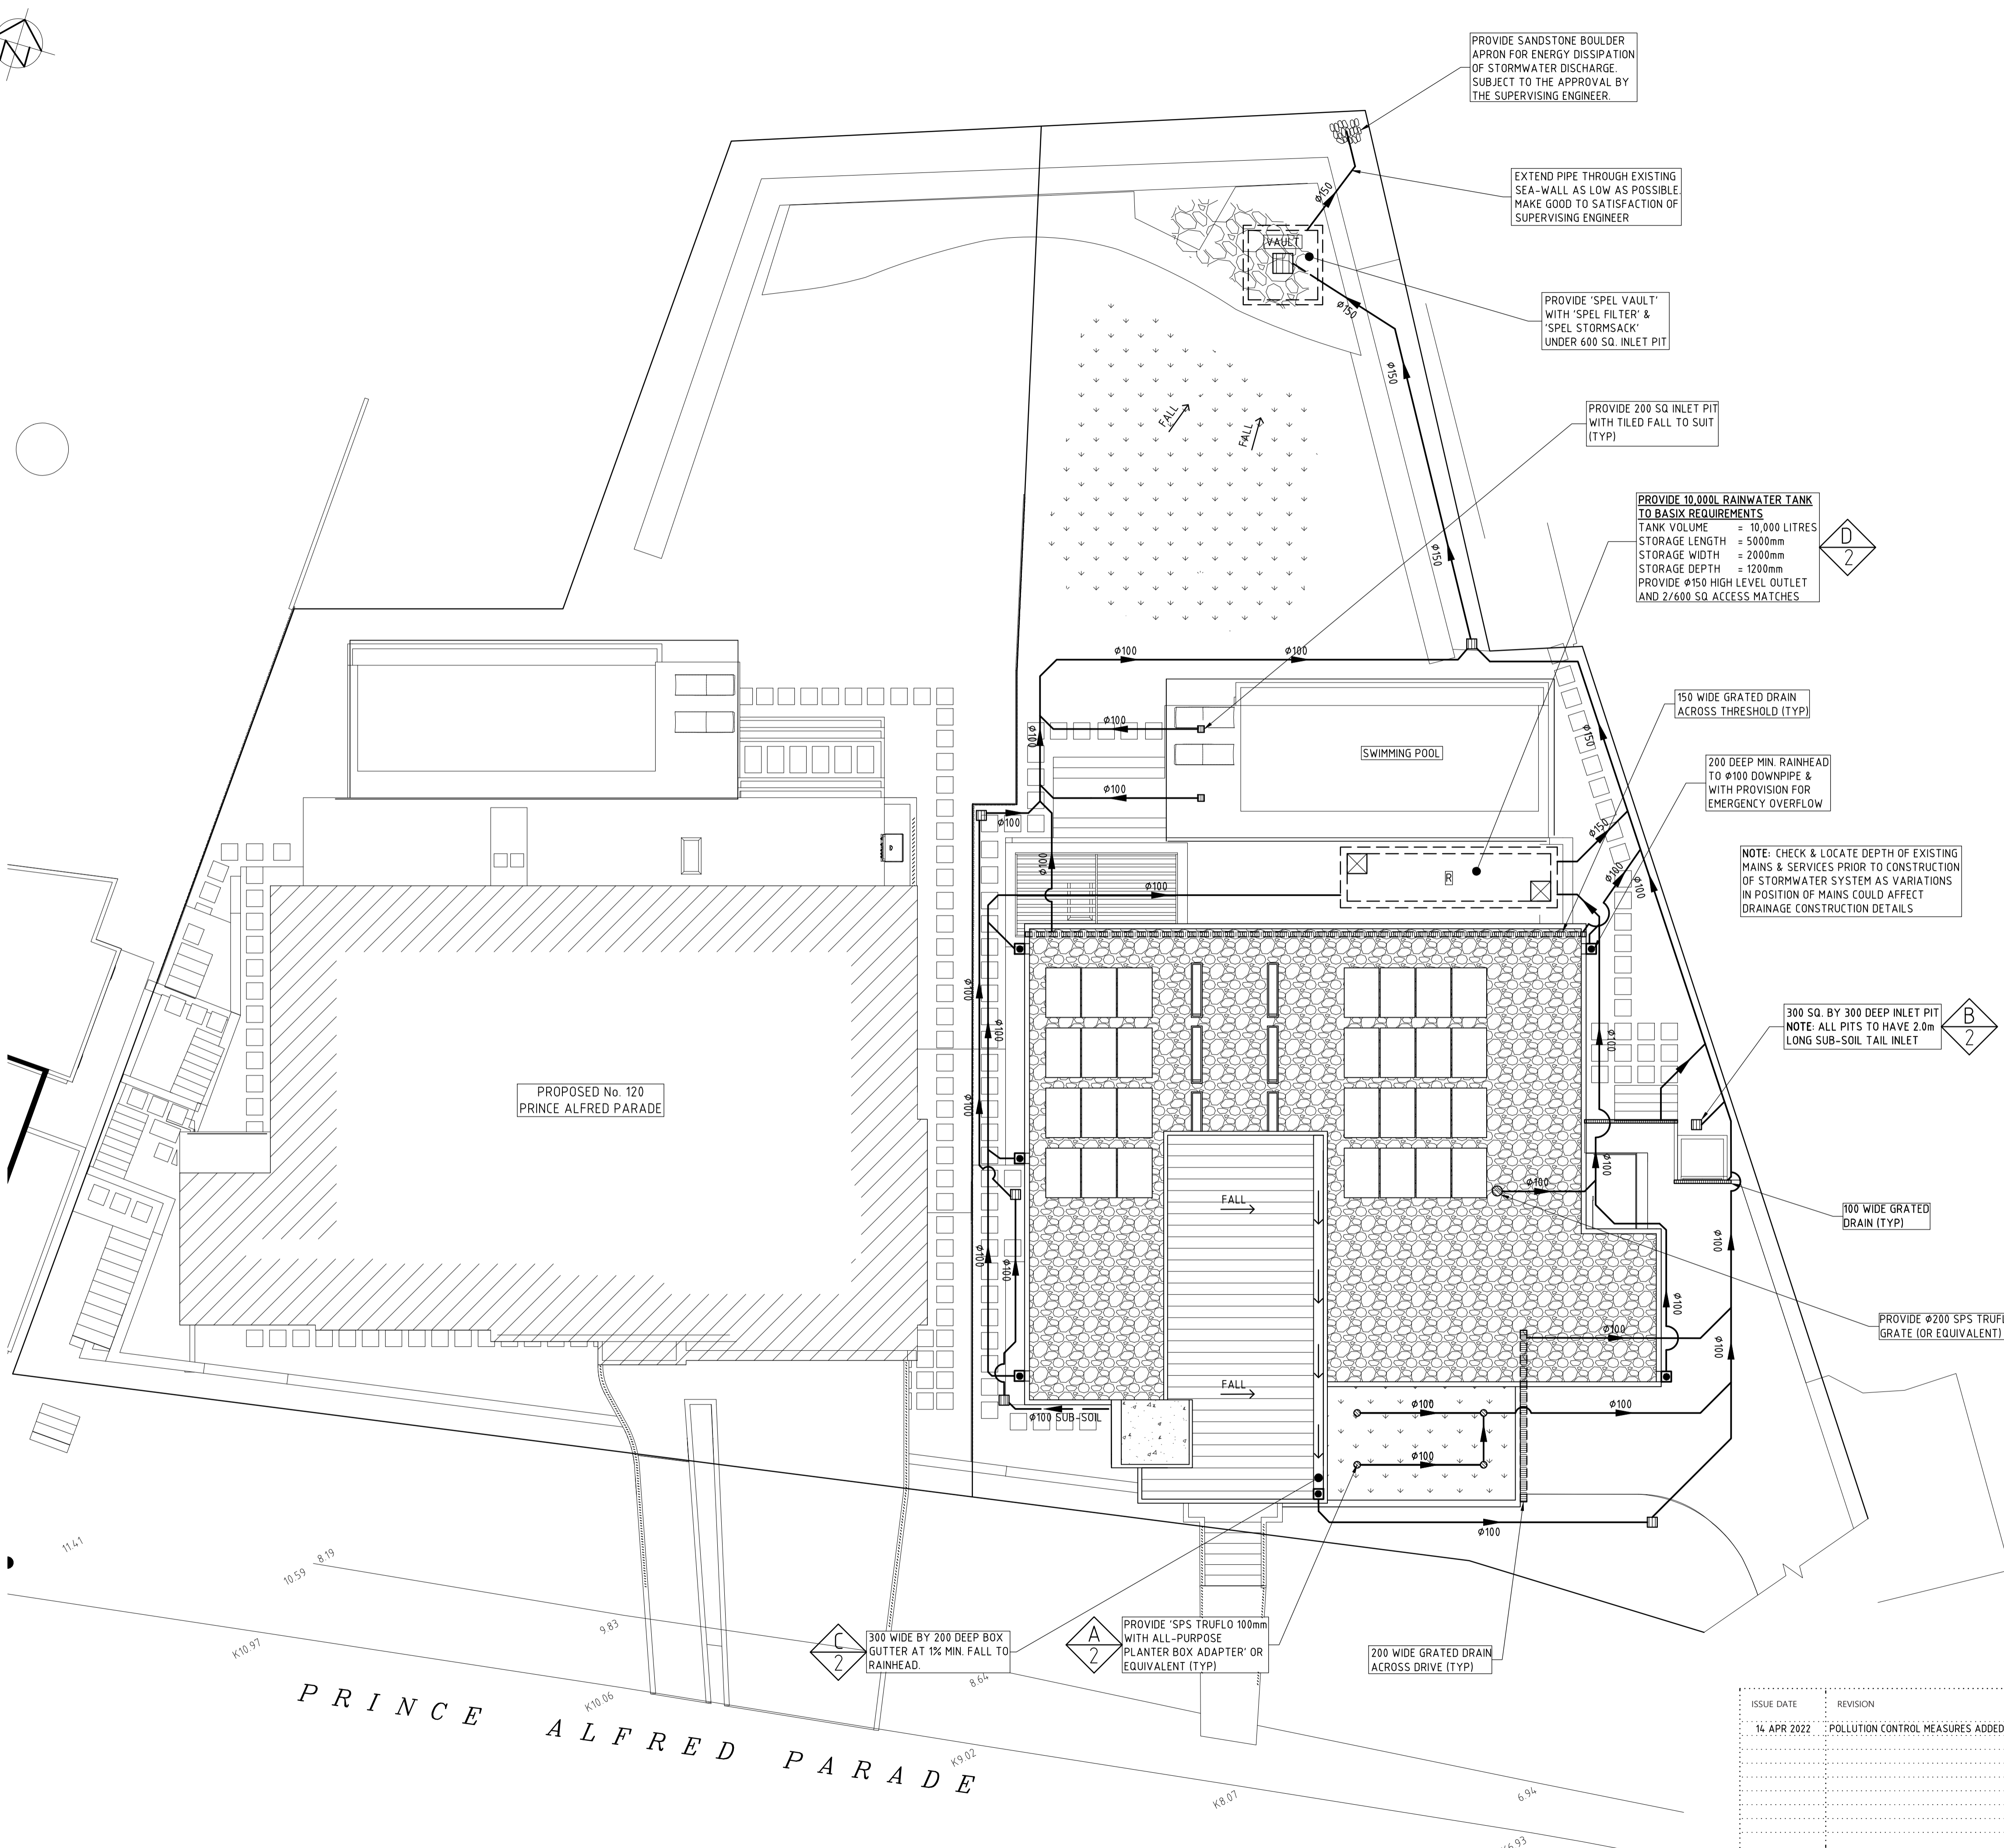 PROVIDE SANDSTONE BOULDER
APRON FOR ENERGY DISSIPATION
OF STORMWATER DISCHARGE.
SUBJECT TO THE APPROVAL BY
THE SUPERVISING ENGINEER.
EXTEND PIPE THROUGH EXISTING
SEA-WALL AS LOW AS POSSIBLE.
MAKE GOOD TO SATISFACTION OF
SUPERVISING ENGINEER
Ø150
VAULT
Ø150
PROVIDE 'SPEL VAULT'
WITH 'SPEL FILTER' &
'SPEL STORMSACK'
UNDER 600 SQ. INLET PIT
Ø150
FALL
FALL
PROVIDE 200 SQ INLET PIT
WITH TILED FALL TO SUIT
(TYP)
PROVIDE 10,000L RAINWATER TANK
TO BASIX REQUIREMENTS
TANK VOLUME = 10,000 LITRES
STORAGE LENGTH = 5000mm
STORAGE WIDTH = 2000mm
STORAGE DEPTH = 1200mm
PROVIDE Ø150 HIGH LEVEL OUTLET
AND 2/600 SQ ACCESS MATCHES
D
2
Ø150
Ø100
Ø100
150 WIDE GRATED DRAIN
ACROSS THRESHOLD (TYP)
Ø100
Ø100
Ø150
SWIMMING POOL
200 DEEP MIN. RAINHEAD
TO Ø100 DOWNPIPE &
WITH PROVISION FOR
EMERGENCY OVERFLOW
Ø100
Ø100
Ø150
Ø100
Ø100
R
Ø100
Ø100
NOTE: CHECK & LOCATE DEPTH OF EXISTING
MAINS & SERVICES PRIOR TO CONSTRUCTION
OF STORMWATER SYSTEM AS VARIATIONS
IN POSITION OF MAINS COULD AFFECT
DRAINAGE CONSTRUCTION DETAILS
Ø100
Ø100
Ø100
300 SQ. BY 300 DEEP INLET PIT
NOTE: ALL PITS TO HAVE 2.0m
LONG SUB-SOIL TAIL INLET
B
2
PROPOSED No. 120
PRINCE ALFRED PARADE
Ø100
Ø100
Ø100
FALL
100 WIDE GRATED
DRAIN (TYP)
Ø100
Ø100
Ø100
Ø100
PROVIDE Ø200 SPS TRUFL
GRATE (OR EQUIVALENT)
Ø100
Ø100
FALL
Ø100 SUB-SOIL
Ø100
Ø100
Ø100
Ø100
11.41
10.59
8.19
9.83
K10.97
K10.06
8.64
K9.02
K8.07
6.94
K6.93
C
2
300 WIDE BY 200 DEEP BOX
GUTTER AT 1% MIN. FALL TO
RAINHEAD.
A
2
PROVIDE 'SPS TRUFLO 100mm
WITH ALL-PURPOSE
PLANTER BOX ADAPTER' OR
EQUIVALENT (TYP)
200 WIDE GRATED DRAIN
ACROSS DRIVE (TYP)
PRINCE ALFRED PARADE
ISSUE DATE REVISION
14 APR 2022 POLLUTION CONTROL MEASURES ADDED